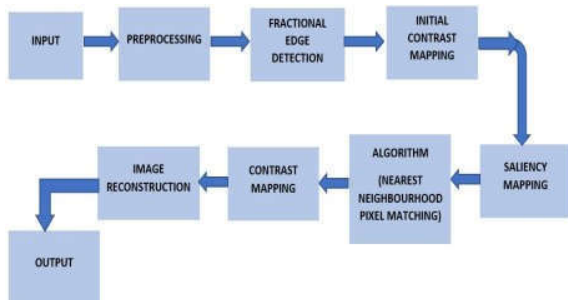 INPUT
PREPROCESSING
FRACTIONAL
EDGE
DETECTION
INITIAL
CONTRAST
MAPPING
SALIENCY
MAPPING
ALGORITHM
(NEAREST
NEIGHBOURHOOD
PIXEL MATCHING)
CONTRAST
MAPPING
IMAGE
RECONSTRUCTION
OUTPUT